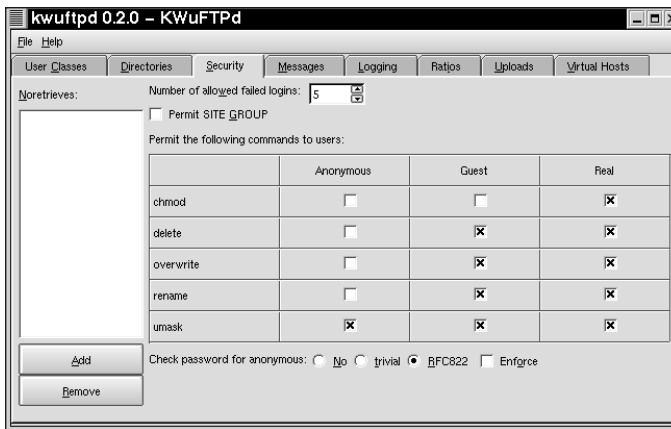 kwuftpd 0.2.0 – KWuFTPd
File Help
User Classes Directories Security Messages Logging Ratios Uploads Virtual Hosts
Noretrieves:
Number of allowed failed logins: 5
Permit SITE GROUP
Permit the following commands to users:
Anonymous Guest Real
chmod
delete
overwrite
rename
umask
Add
Check password for anonymous: No trivial RFC822 Enforce
Remove